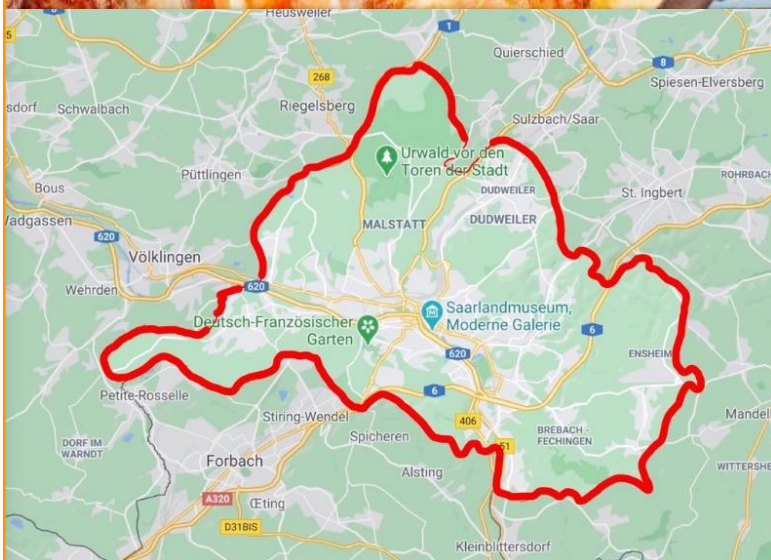 Heusweiler
1
5
Quierschied
8
268
Spiesen-Elversberg
sdorf
Schwalbach
Riegelsberg
Sulzbach/Saar
Urwald vor den
Toren der Stadt
ROHRBACH
Püttlingen
Bous
DUDWEILER
St. Ingbert
MALSTATT
DUDWEILER
Wadgassen
620
Völklingen
Wehrden
620
Saarlandmuseum,
Moderne Galerie
Deutsch-Französischer
Garten
6
620
ENSHEIM
Petite-Rosselle
6
Stiring-Wendel
406
Mandel
DORF IM
WARNDT
Spicheren
51
BREBACH -
FECHINGEN
Forbach
Alsting
WITTERSHE
A320
Œting
D31BIS
Kleinblittersdorf